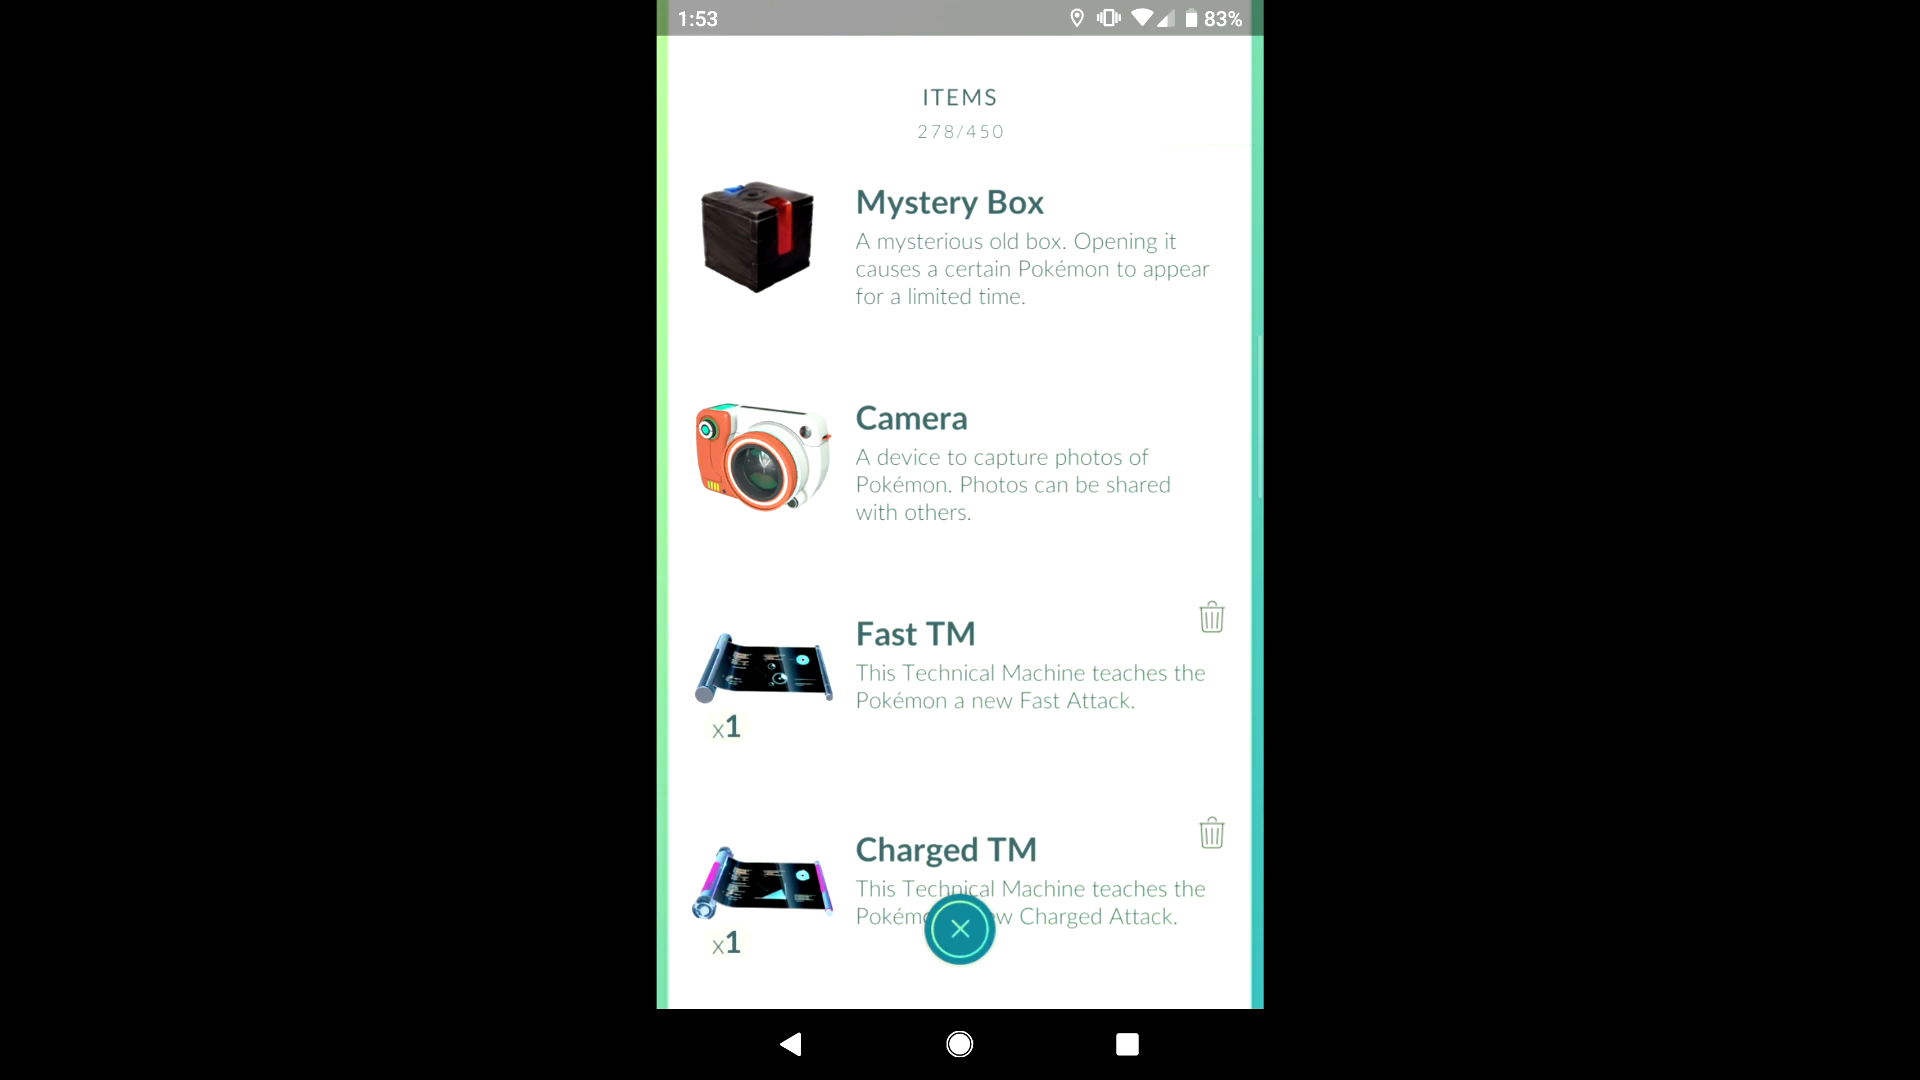 1:53
83%
ITEMS
278/450
Mystery Box
A mysterious old box. Opening it
causes a certain Pokémon to appear
for a limited time.
Camera
A device to capture photos of
Pokémon. Photos can be shared
with others.
Fast TM
This Technical Machine teaches the
Pokémon a new Fast Attack.
x1
Charged TM
This Technical Machine teaches the
Charged Attack.
x1